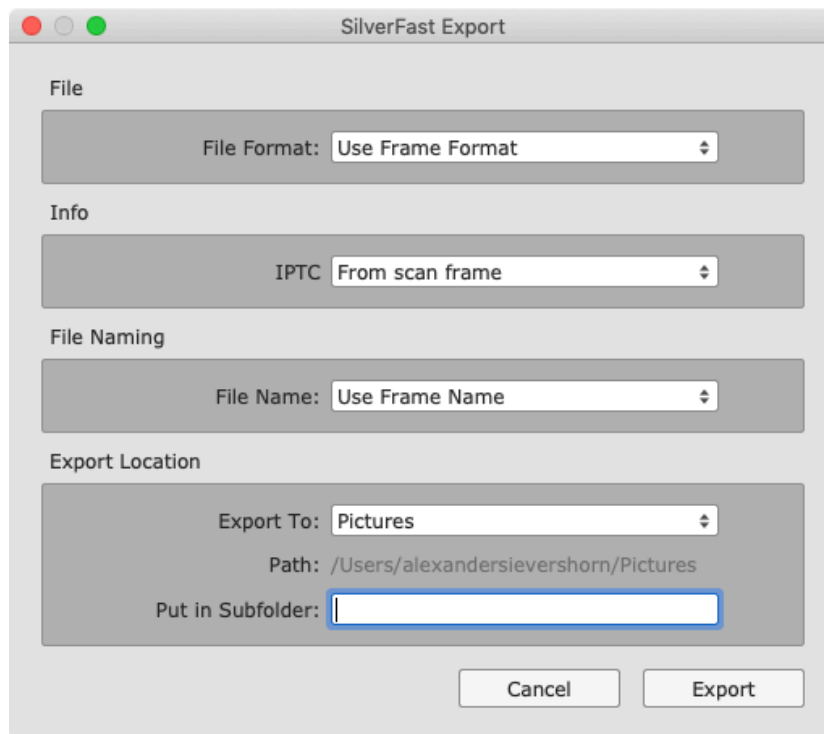 SilverFast Export
File
File Format: Use Frame Format
Info
IPTC From scan frame
File Naming
File Name: Use Frame Name
Export Location
Export To: Pictures
Path: /Users/alexandersievershorn/Pictures
Put in Subfolder:
Cancel Export